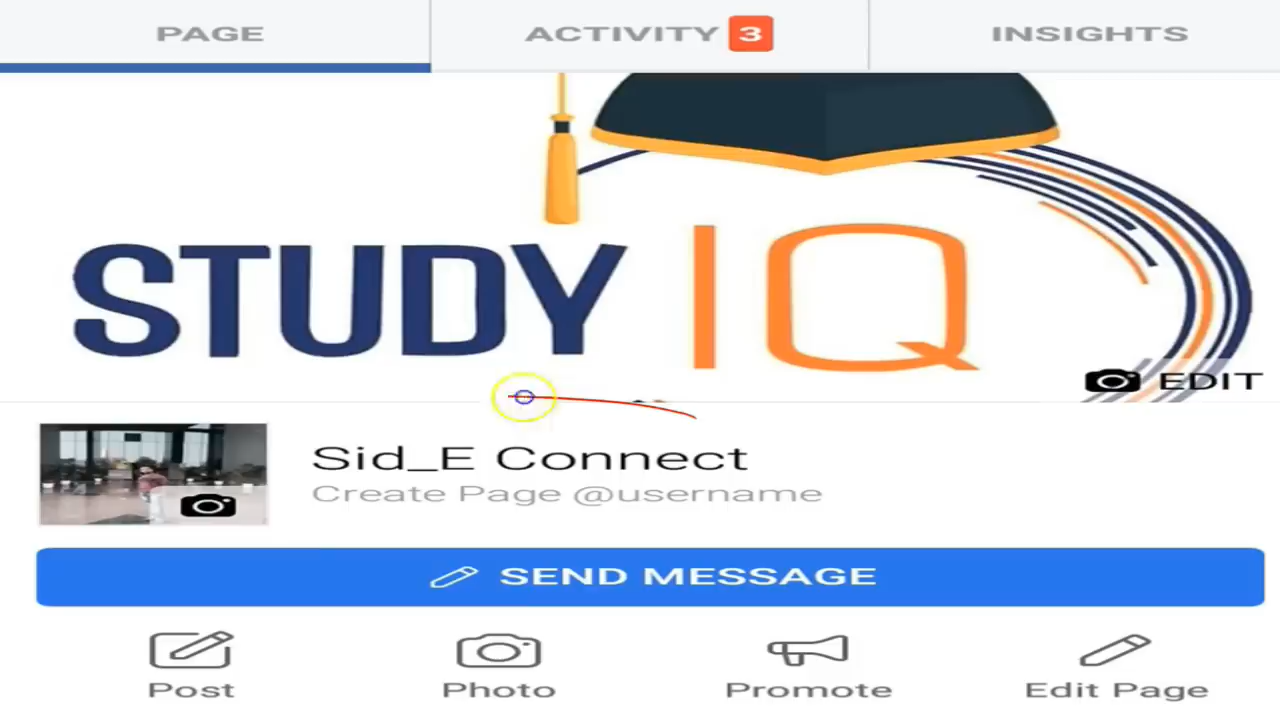 PAGE
ACTIVITY 3
INSIGHTS
STUDY IQ
EDIT
Sid_E Connect
Create Page @username
SEND MESSAGE
Post
Photo
Promote
Edit Page